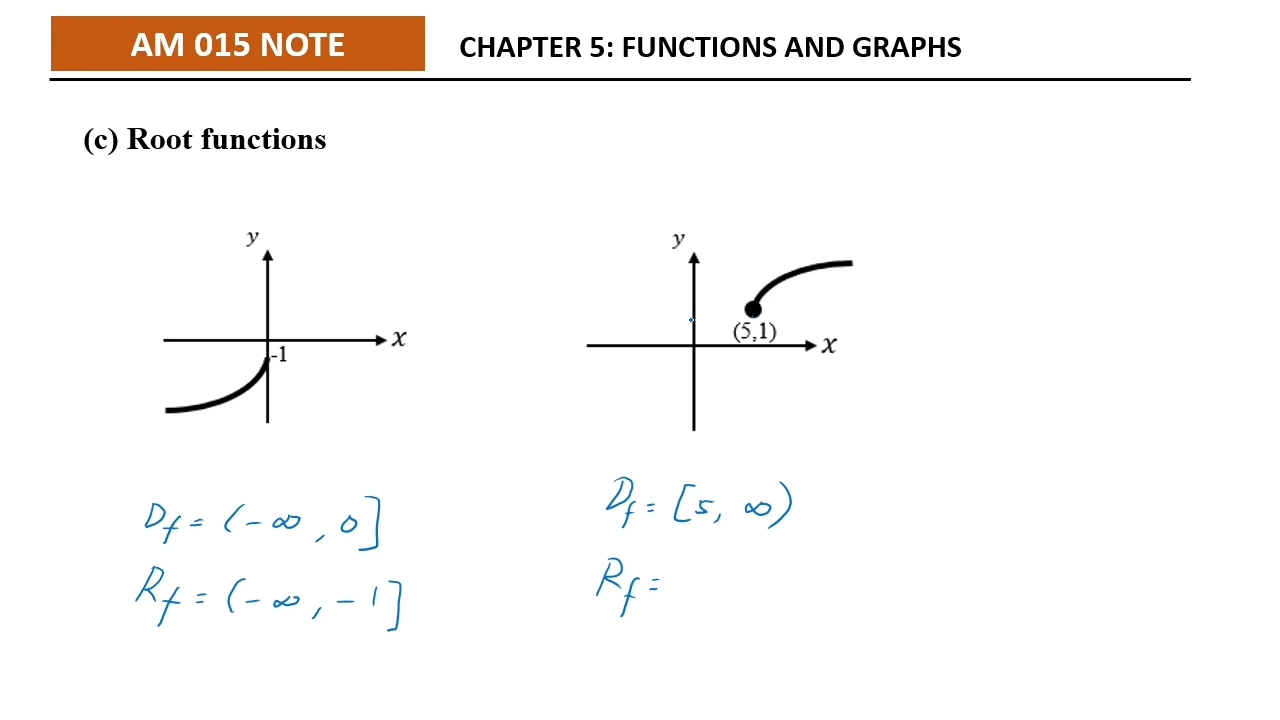 AM 015 NOTE
CHAPTER 5: FUNCTIONS AND GRAPHS
(c) Root functions
y
x
-1
y
(5,1)
x
Df = (-∞, 0]
Rf = (-∞, -1]
Df = [5, ∞)
Rf =